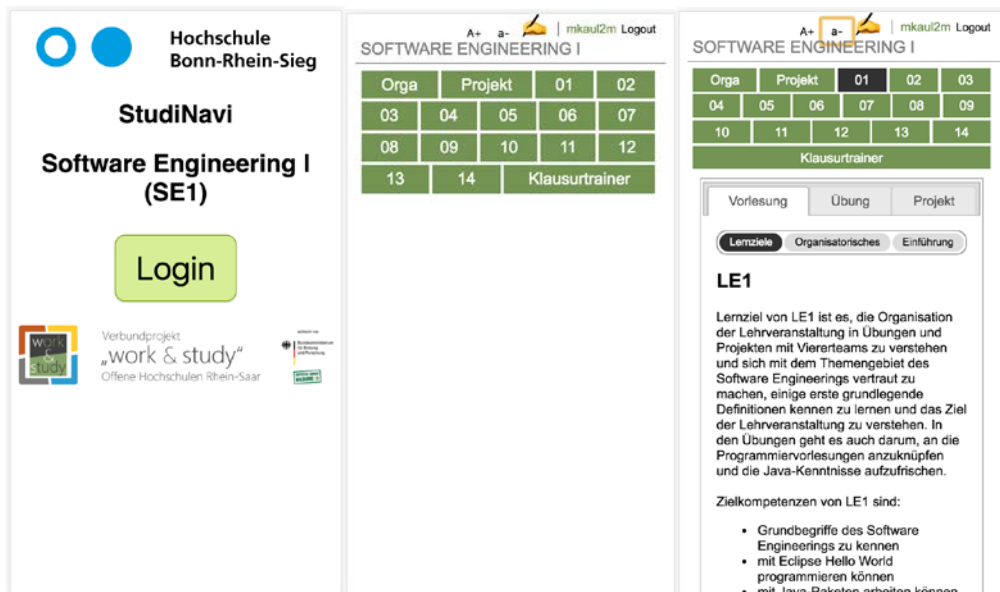 Hochschule
Bonn-Rhein-Sieg
StudiNavi
Software Engineering I
(SE1)
Login
work
&
study
Verbundprojekt
„work & study“
Offene Hochschulen Rhein-Saar
A+ a- | mkaul2m Logout
SOFTWARE ENGINEERING I
Orga Projekt 01 02
03 04 05 06 07
08 09 10 11 12
13 14 Klausurtrainer
A+ a- | mkaul2m Logout
SOFTWARE ENGINEERING I
Orga Projekt 01 02 03
04 05 06 07 08 09
10 11 12 13 14
Klausurtrainer
Vorlesung Übung Projekt
Lernziele Organisatorisches Einführung
LE1
Lernziel von LE1 ist es, die Organisation
der Lehrveranstaltung in Übungen und
Projekten mit Viererteams zu verstehen
und sich mit dem Themengebiet des
Software Engineerings vertraut zu
machen, einige erste grundlegende
Definitionen kennen zu lernen und das Ziel
der Lehrveranstaltung zu verstehen. In
den Übungen geht es auch darum, an die
Programmiervorlesungen anzuknüpfen
und die Java-Kenntnisse aufzufrischen.
Zielkompetenzen von LE1 sind:
• Grundbegriffe des Software
Engineerings zu kennen
• mit Eclipse Hello World
programmieren können
• mit Java-Paketen arbeiten können